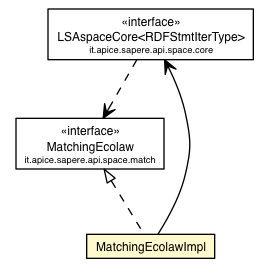 «interface»
LSAspaceCore<RDFStmtIterType>
it.apice.sapere.api.space.core
«interface»
MatchingEcolaw
it.apice.sapere.api.space.match
MatchingEcolawImpl